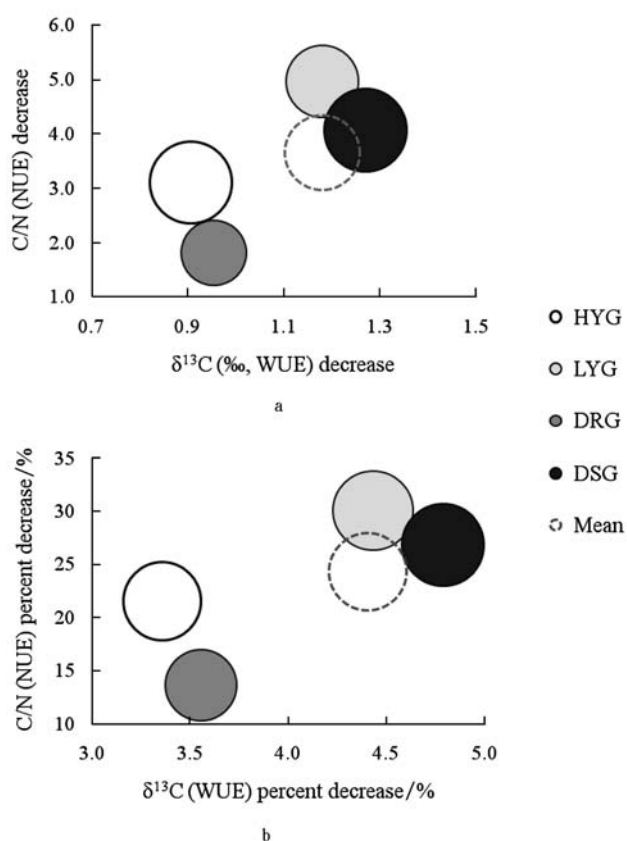 6.0
5.0
4.0
3.0
2.0
1.0
C/N (NUE) decrease
0.7 0.9 1.1 1.3 1.5
δ¹³C (‰, WUE) decrease
a
HYG
LYG
DRG
DSG
Mean
35
30
25
20
15
10
C/N (NUE) percent decrease/%
3.0 3.5 4.0 4.5 5.0
δ¹³C (WUE) percent decrease/%
b